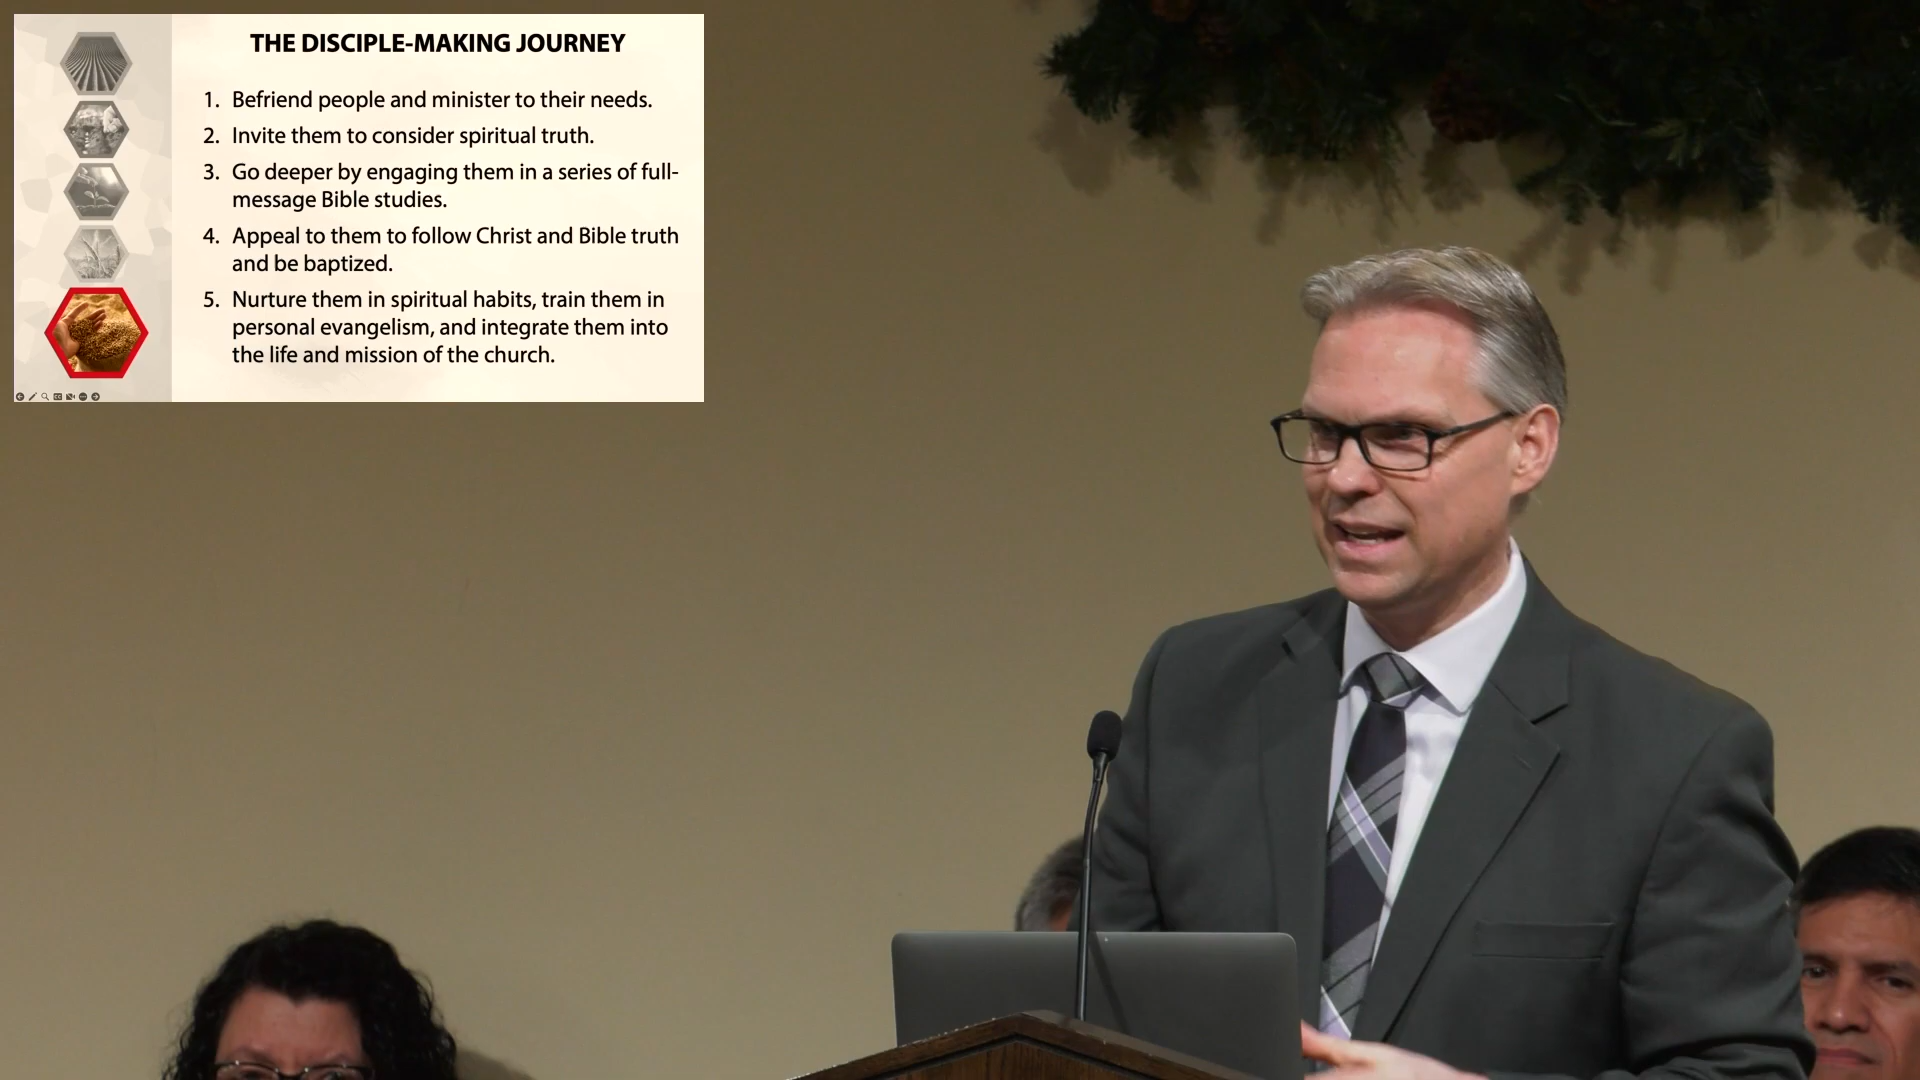 THE DISCIPLE-MAKING JOURNEY
1. Befriend people and minister to their needs.
2. Invite them to consider spiritual truth.
3. Go deeper by engaging them in a series of full-
message Bible studies.
4. Appeal to them to follow Christ and Bible truth
and be baptized.
5. Nurture them in spiritual habits, train them in
personal evangelism, and integrate them into
the life and mission of the church.